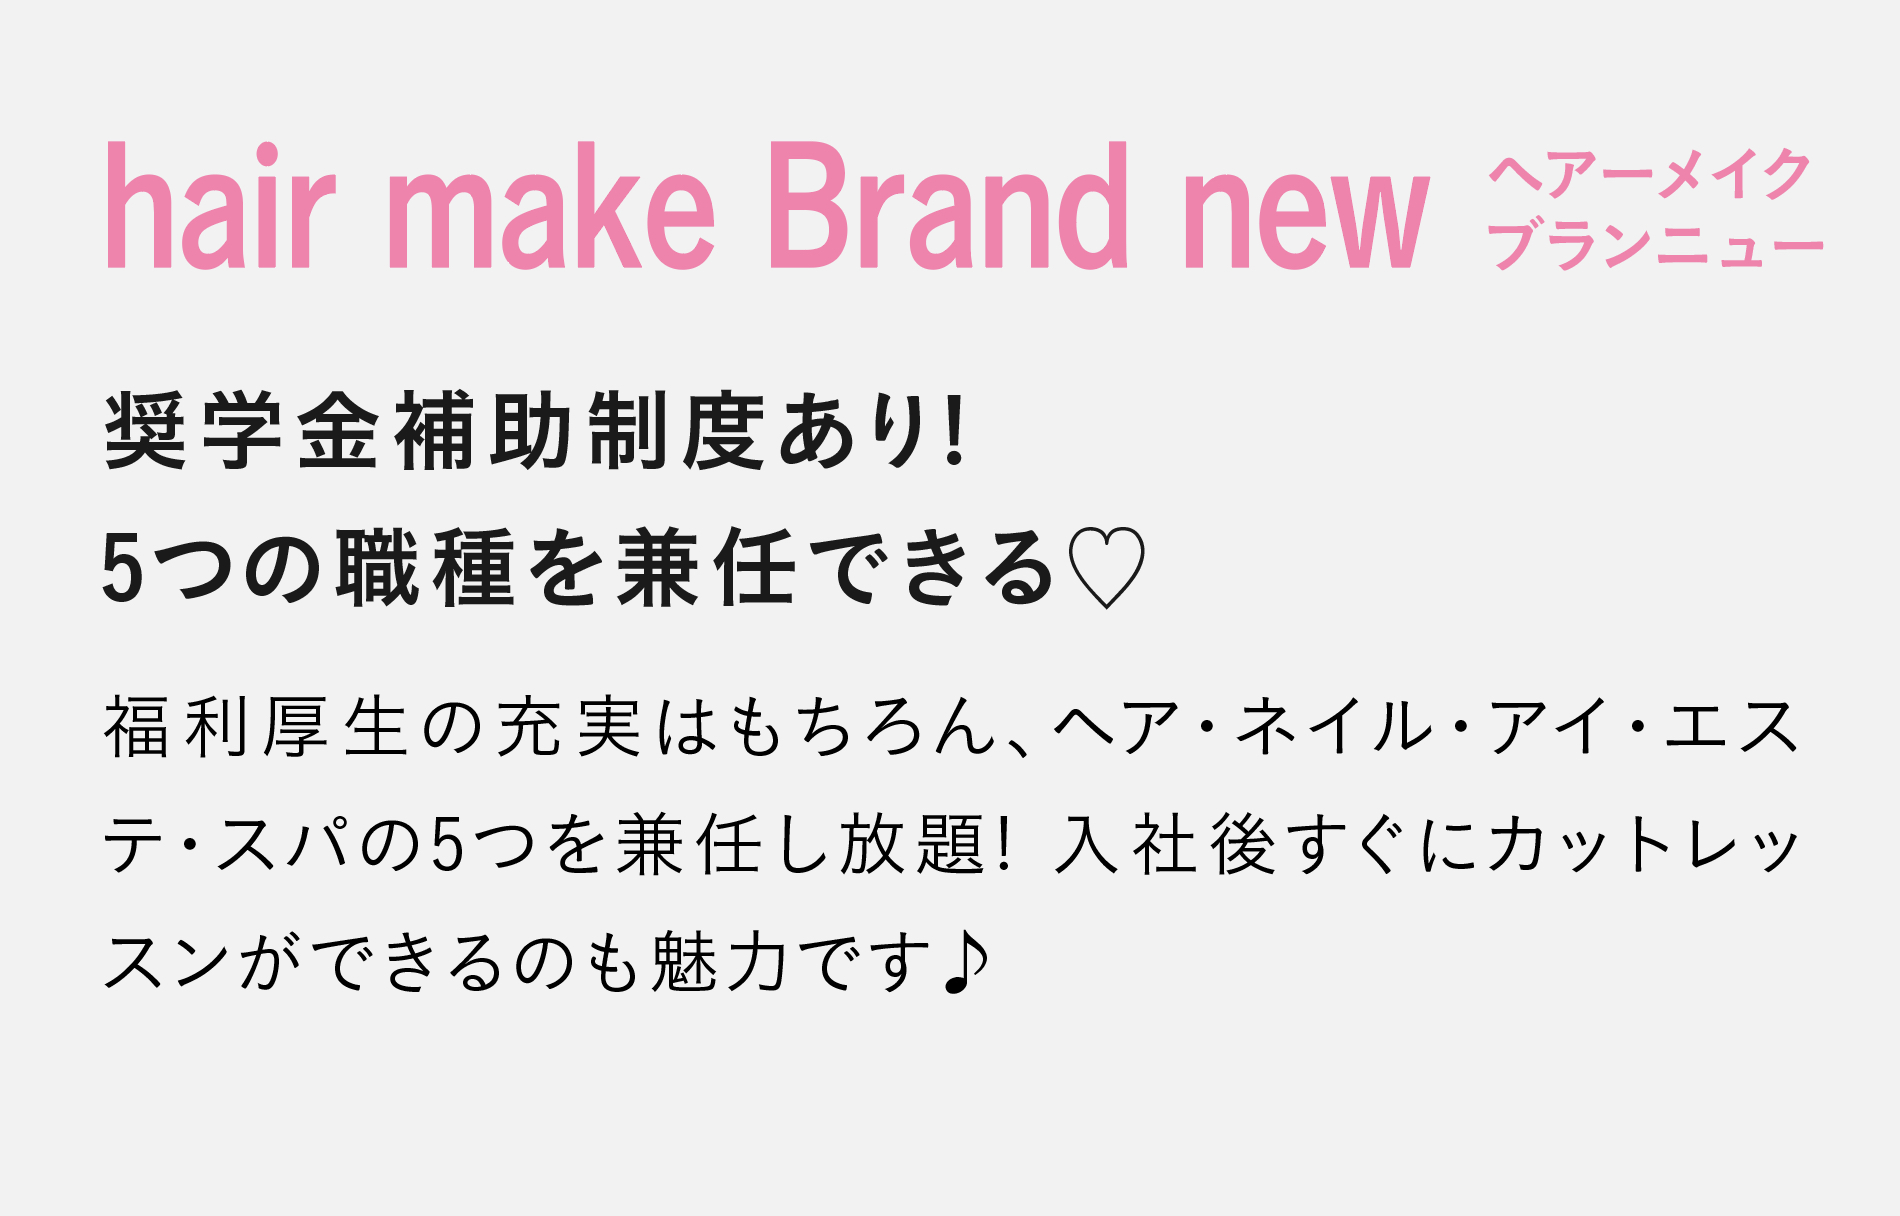 hair make Brand new
ヘアーメイク
ブランニュー
奨学金補助制度あり!
5つの職種を兼任できる♡
福利厚生の充実はもちろん、ヘア・ネイル・アイ・エス
テ・スパの5つを兼任し放題! 入社後すぐにカットレッ
スンができるのも魅力です♪